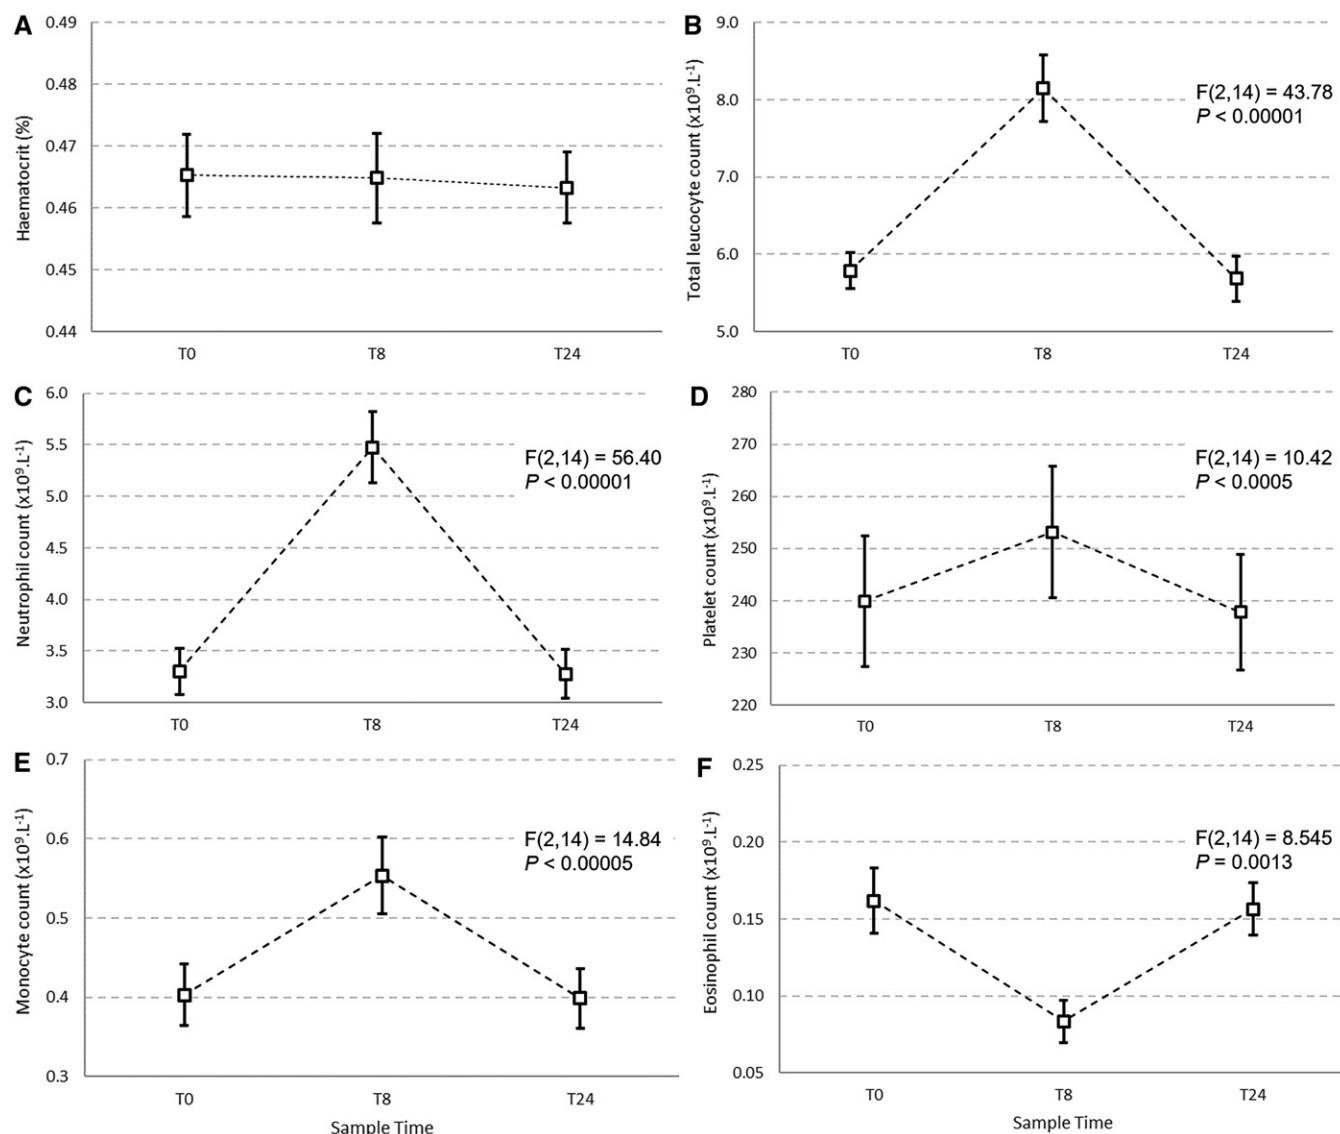 A
Haematocrit (%)
0.49
0.48
0.47
0.46
0.45
0.44
T0 T8 T24
B
Total leucocyte count (x10⁹.L⁻¹)
9.0
8.0
7.0
6.0
5.0
F(2,14) = 43.78
P < 0.00001
T0 T8 T24
C
Neutrophil count (x10⁹.L⁻¹)
6.0
5.5
5.0
4.5
4.0
3.5
3.0
F(2,14) = 56.40
P < 0.00001
T0 T8 T24
D
Platelet count (x10⁹.L⁻¹)
280
270
260
250
240
230
220
F(2,14) = 10.42
P < 0.0005
T0 T8 T24
E
Monocyte count (x10⁹.L⁻¹)
0.7
0.6
0.5
0.4
0.3
F(2,14) = 14.84
P < 0.00005
T0 T8 T24
Sample Time
F
Eosinophil count (x10⁹.L⁻¹)
0.25
0.20
0.15
0.10
0.05
F(2,14) = 8.545
P = 0.0013
T0 T8 T24
Sample Time